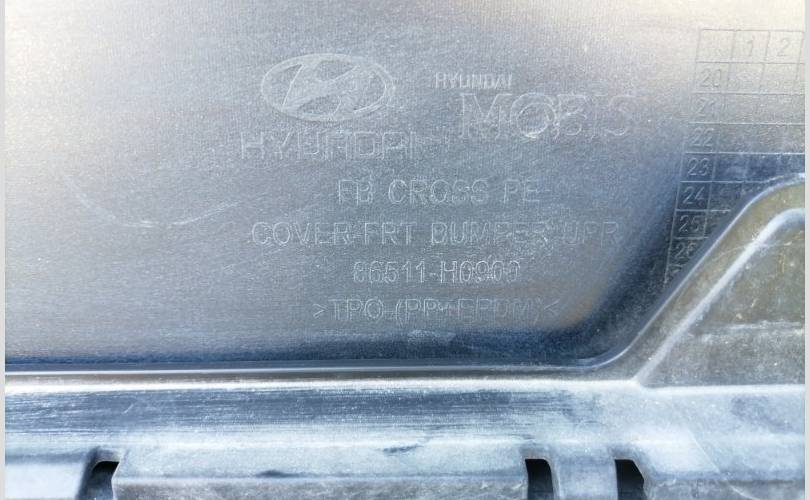 HYUNDAI
MOBIS
HYUNDAI
FB CROSS PE
COVER-FRT BUMPER UPR
86511-H0900
>TPO-(PP+EPDM)<
1 2
20
21
22
23
24
25